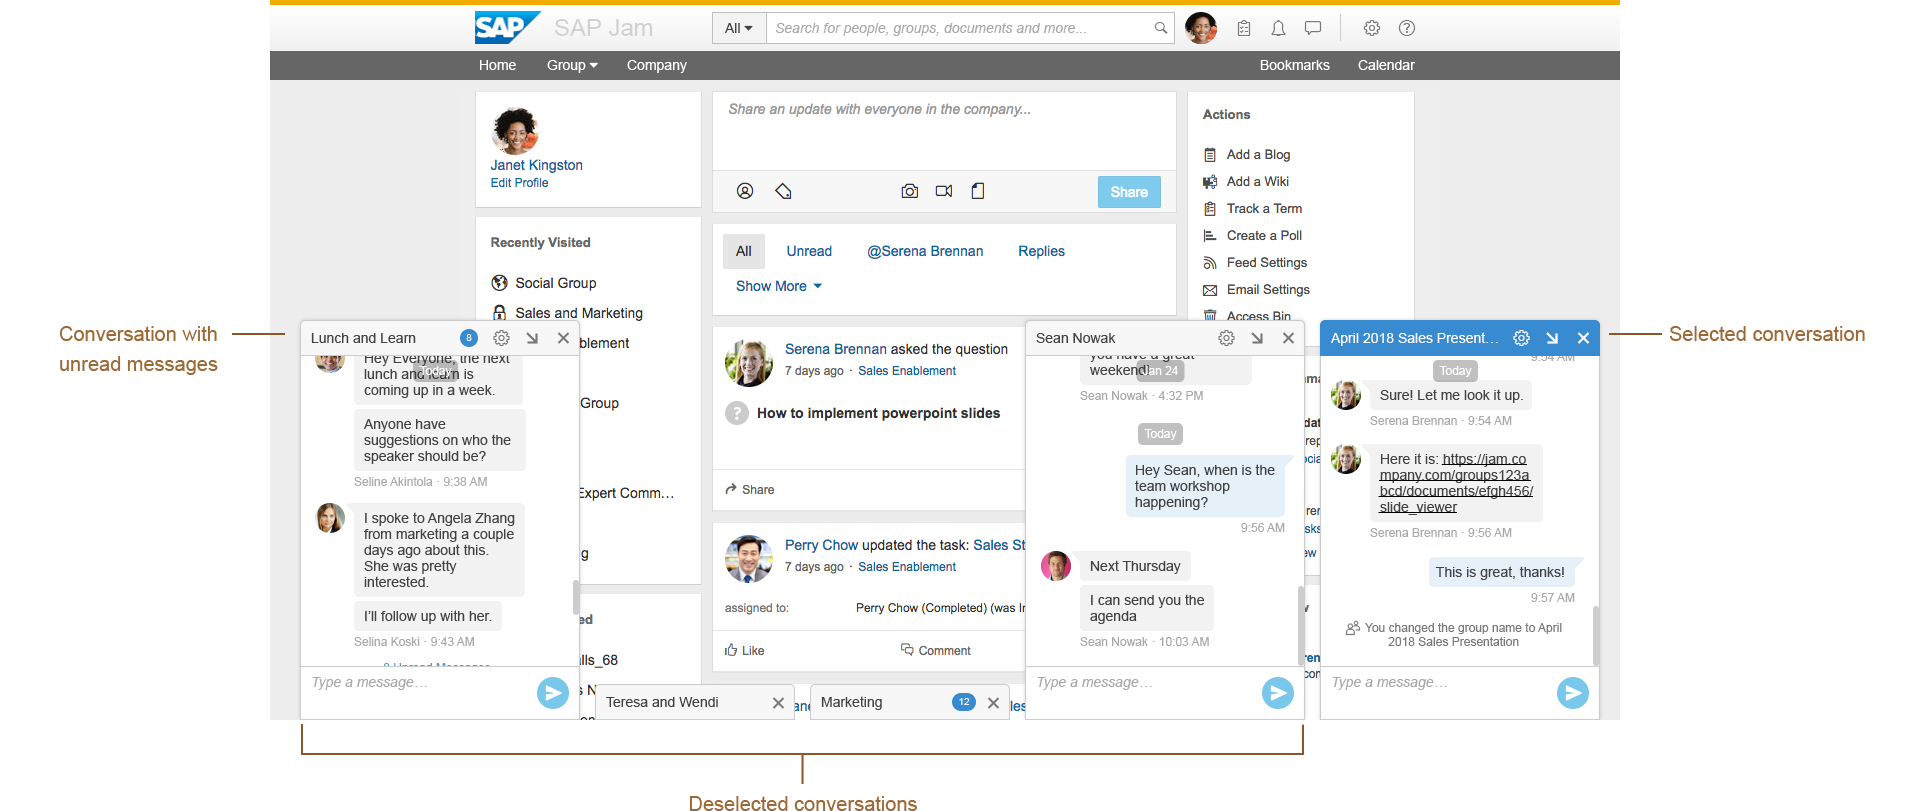 SAP SAP Jam All Search for people, groups, documents and more...
Home Group Company Bookmarks Calendar
Janet Kingston
Edit Profile
Recently Visited
Social Group
Sales and Marketing
blement
Group
Expert Comm…
Share an update with everyone in the company...
Share
All Unread @Serena Brennan Replies
Show More
Serena Brennan asked the question
7 days ago · Sales Enablement
? How to implement powerpoint slides
Share
Perry Chow updated the task: Sales St
7 days ago · Sales Enablement
assigned to: Perry Chow (Completed) (was In
Like Comment
Actions
Add a Blog
Add a Wiki
Track a Term
Create a Poll
Feed Settings
Email Settings
Access Bin
Conversation with
unread messages
Lunch and Learn 8
Hey Everyone, the next
lunch and learn is
Today
coming up in a week.
Anyone have
suggestions on who the
speaker should be?
Seline Akintola · 9:38 AM
I spoke to Angela Zhang
from marketing a couple
days ago about this.
She was pretty
interested.
I'll follow up with her.
Selina Koski · 9:43 AM
8 Unread Messages
Type a message…
alls_68
Teresa and Wendi
Marketing 12
Sean Nowak
you have a great
weekend!
Jan 24
Sean Nowak · 4:32 PM
Today
Hey Sean, when is the
team workshop
happening?
9:56 AM
Next Thursday
I can send you the
agenda
Sean Nowak · 10:03 AM
Type a message…
Selected conversation
April 2018 Sales Present…
9:54 AM
Today
Sure! Let me look it up.
Serena Brennan · 9:54 AM
Here it is: https://jam.co
mpany.com/groups123a
bcd/documents/efgh456/
slide_viewer
Serena Brennan · 9:56 AM
This is great, thanks!
9:57 AM
You changed the group name to April
2018 Sales Presentation
Type a message…
Deselected conversations